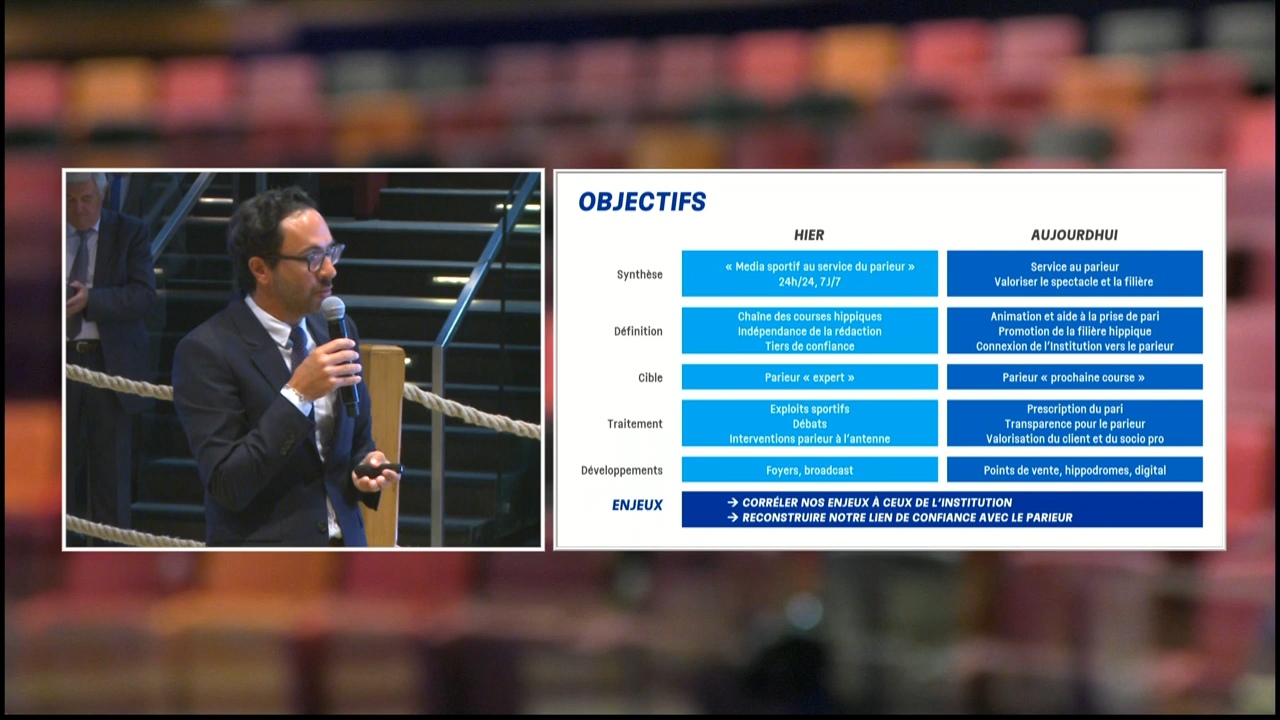 OBJECTIFS
HIER
AUJOURDHUI
Synthèse
« Media sportif au service du parieur »
24h/24, 7J/7
Service au parieur
Valoriser le spectacle et la filière
Définition
Chaîne des courses hippiques
Indépendance de la rédaction
Tiers de confiance
Animation et aide à la prise de pari
Promotion de la filière hippique
Connexion de l'Institution vers le parieur
Cible
Parieur « expert »
Parieur « prochaine course »
Traitement
Exploits sportifs
Débats
Interventions parieur à l'antenne
Prescription du pari
Transparence pour le parieur
Valorisation du client et du socio pro
Développements
Foyers, broadcast
Points de vente, hippodromes, digital
ENJEUX
→ CORRÉLER NOS ENJEUX À CEUX DE L'INSTITUTION
→ RECONSTRUIRE NOTRE LIEN DE CONFIANCE AVEC LE PARIEUR